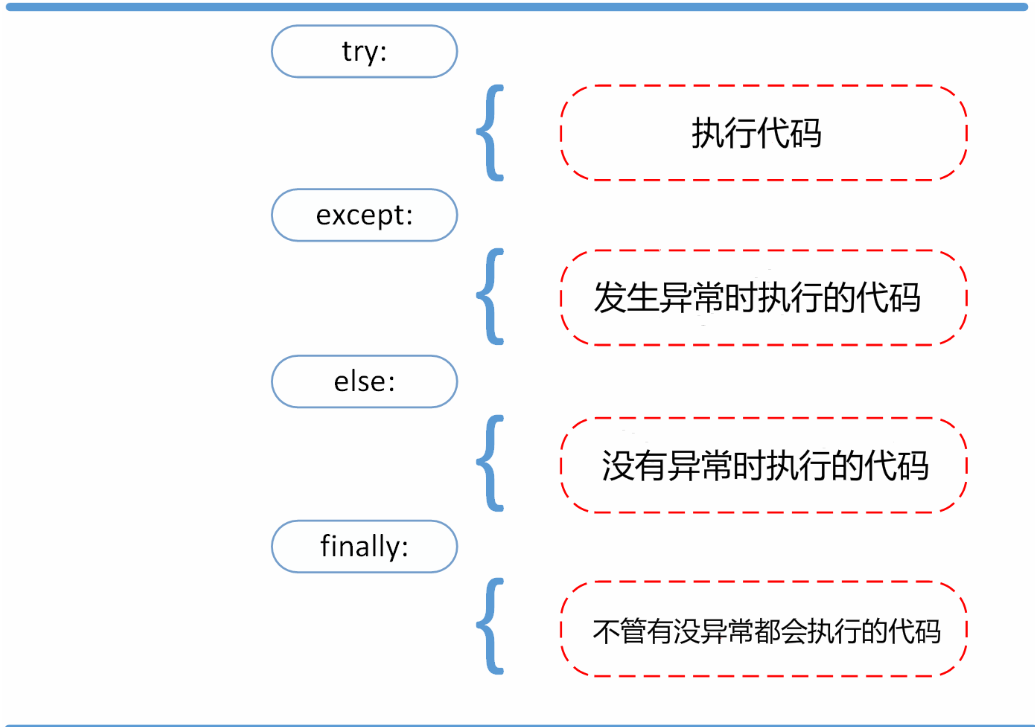 try:
执行代码
except:
发生异常时执行的代码
else:
没有异常时执行的代码
finally:
不管有没异常都会执行的代码